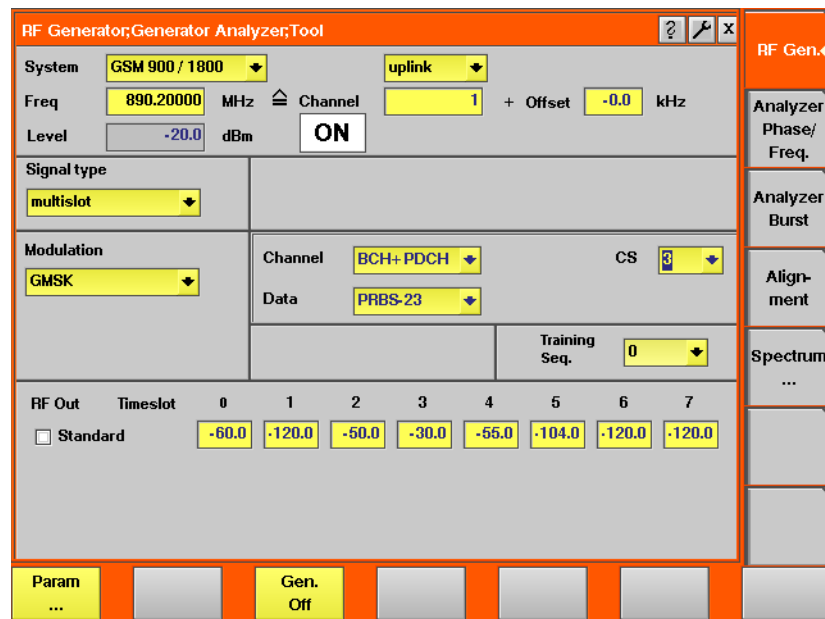 RF Generator;Generator Analyzer;Tool ? x
RF Gen.
System GSM 900 / 1800 uplink
Freq 890.20000 MHz ≙ Channel 1 + Offset -0.0 kHz
Level -20.0 dBm ON
Analyzer
Phase/
Freq.
Signal type
multislot
Analyzer
Burst
Modulation
GMSK
Channel BCH+PDCH CS 3
Data PRBS-23
Align-
ment
Training
Seq. 0
Spectrum
...
RF Out Timeslot 0 1 2 3 4 5 6 7
Standard -60.0 -120.0 -50.0 -30.0 -55.0 -104.0 -120.0 -120.0
Param
...
Gen.
Off